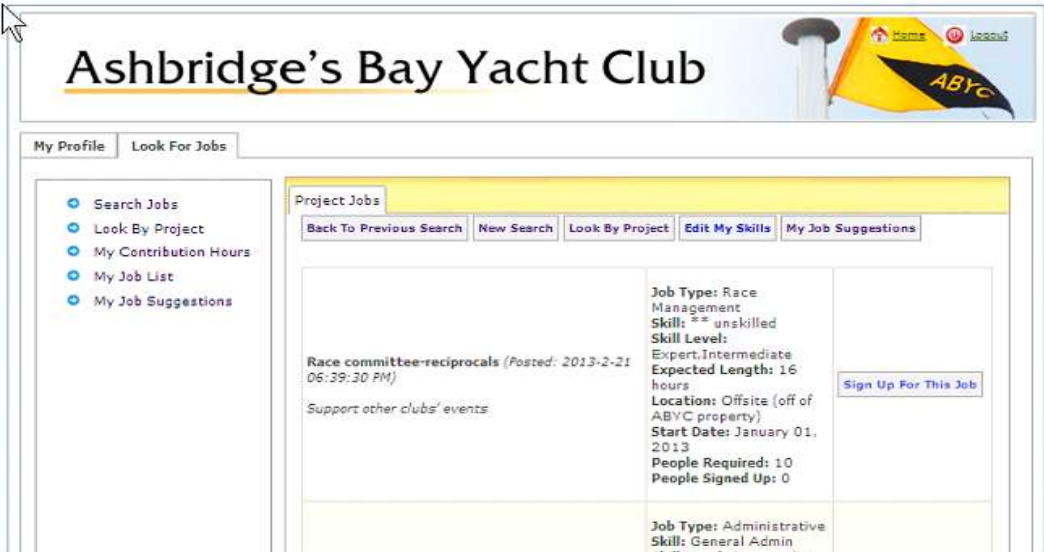 Ashbridge's Bay Yacht Club
Home Logout
ABYC
My Profile Look For Jobs
Search Jobs
Look By Project
My Contribution Hours
My Job List
My Job Suggestions
Project Jobs
Back To Previous Search New Search Look By Project Edit My Skills My Job Suggestions
Race committee-reciprocals (Posted: 2013-2-21
06:39:30 PM)
Support other clubs' events
Job Type: Race
Management
Skill: ** unskilled
Skill Level:
Expert,Intermediate
Expected Length: 16
hours
Location: Offsite (off of
ABYC property)
Start Date: January 01,
2013
People Required: 10
People Signed Up: 0
Sign Up For This Job
Job Type: Administrative
Skill: General Admin